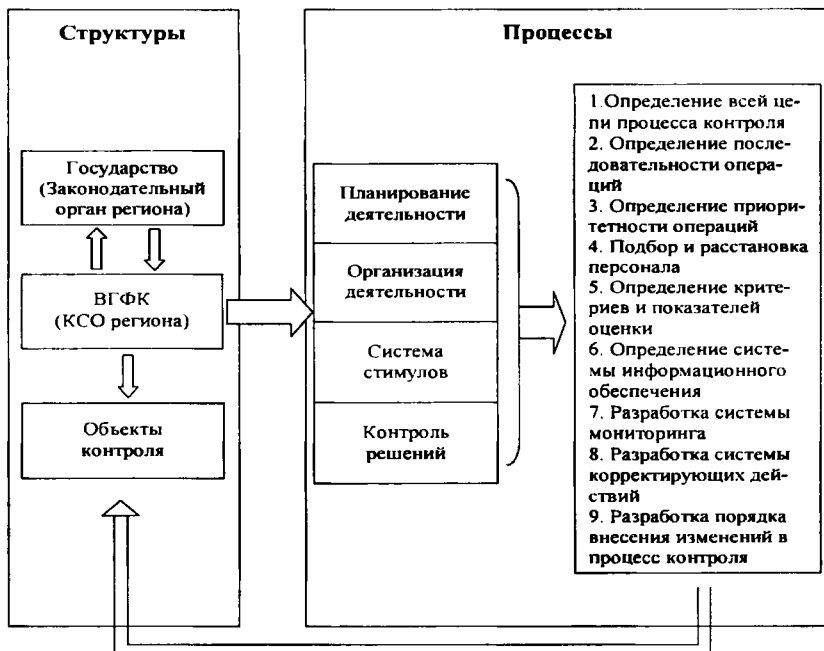 Структуры
Процессы
Государство
(Законодательный
орган региона)
ВГФК
(КСО региона)
Объекты
контроля
Планирование
деятельности
Организация
деятельности
Система
стимулов
Контроль
решений
1.Определение всей це-
пи процесса контроля
2. Определение после-
довательности опера-
ций
3. Определение приори-
тетности операций
4. Подбор и расстановка
персонала
5. Определение крите-
риев и показателей
оценки
6. Определение систе-
мы информационного
обеспечения
7. Разработка системы
мониторинга
8. Разработка системы
корректирующих дей-
ствий
9. Разработка порядка
внесения изменений в
процесс контроля